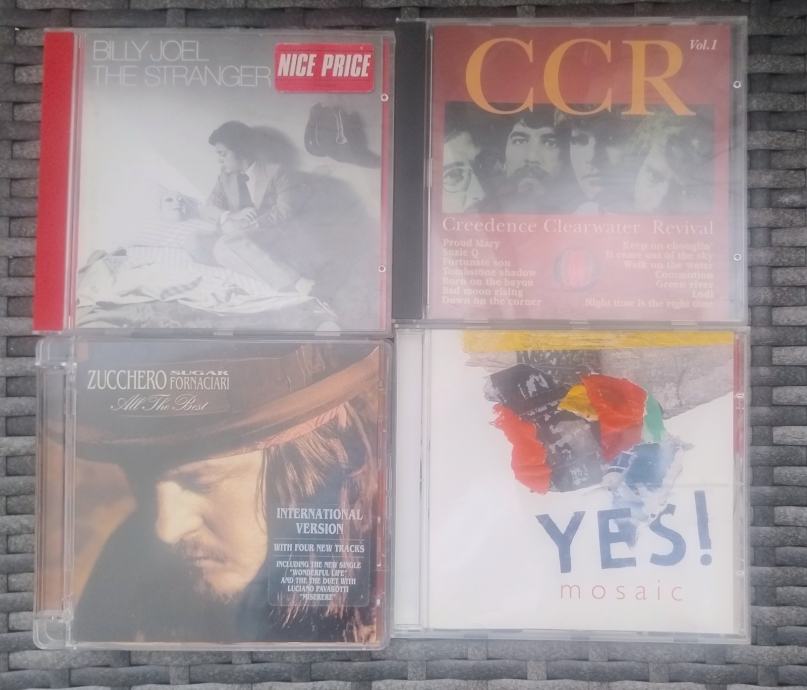 BILLY JOEL
THE STRANGER
NICE PRICE
CCR
Vol.1
Creedence Clearwater Revival
Proud Mary
Suzie Q
Fortunate son
Tombstone shadow
Born on the bayou
Bad moon rising
Down on the corner
Keep on chooglin'
It came out of the sky
Walk on the water
Commotion
Green river
Lodi
Night time is the right time
ZUCCHERO SUGAR FORNACIARI
All The Best
INTERNATIONAL
VERSION
WITH FOUR NEW TRACKS
INCLUDING THE NEW SINGLE
"WONDERFUL LIFE"
AND THE THE DUET WITH
LUCIANO PAVAROTTI
"MISERERE"
YES!
mosaic